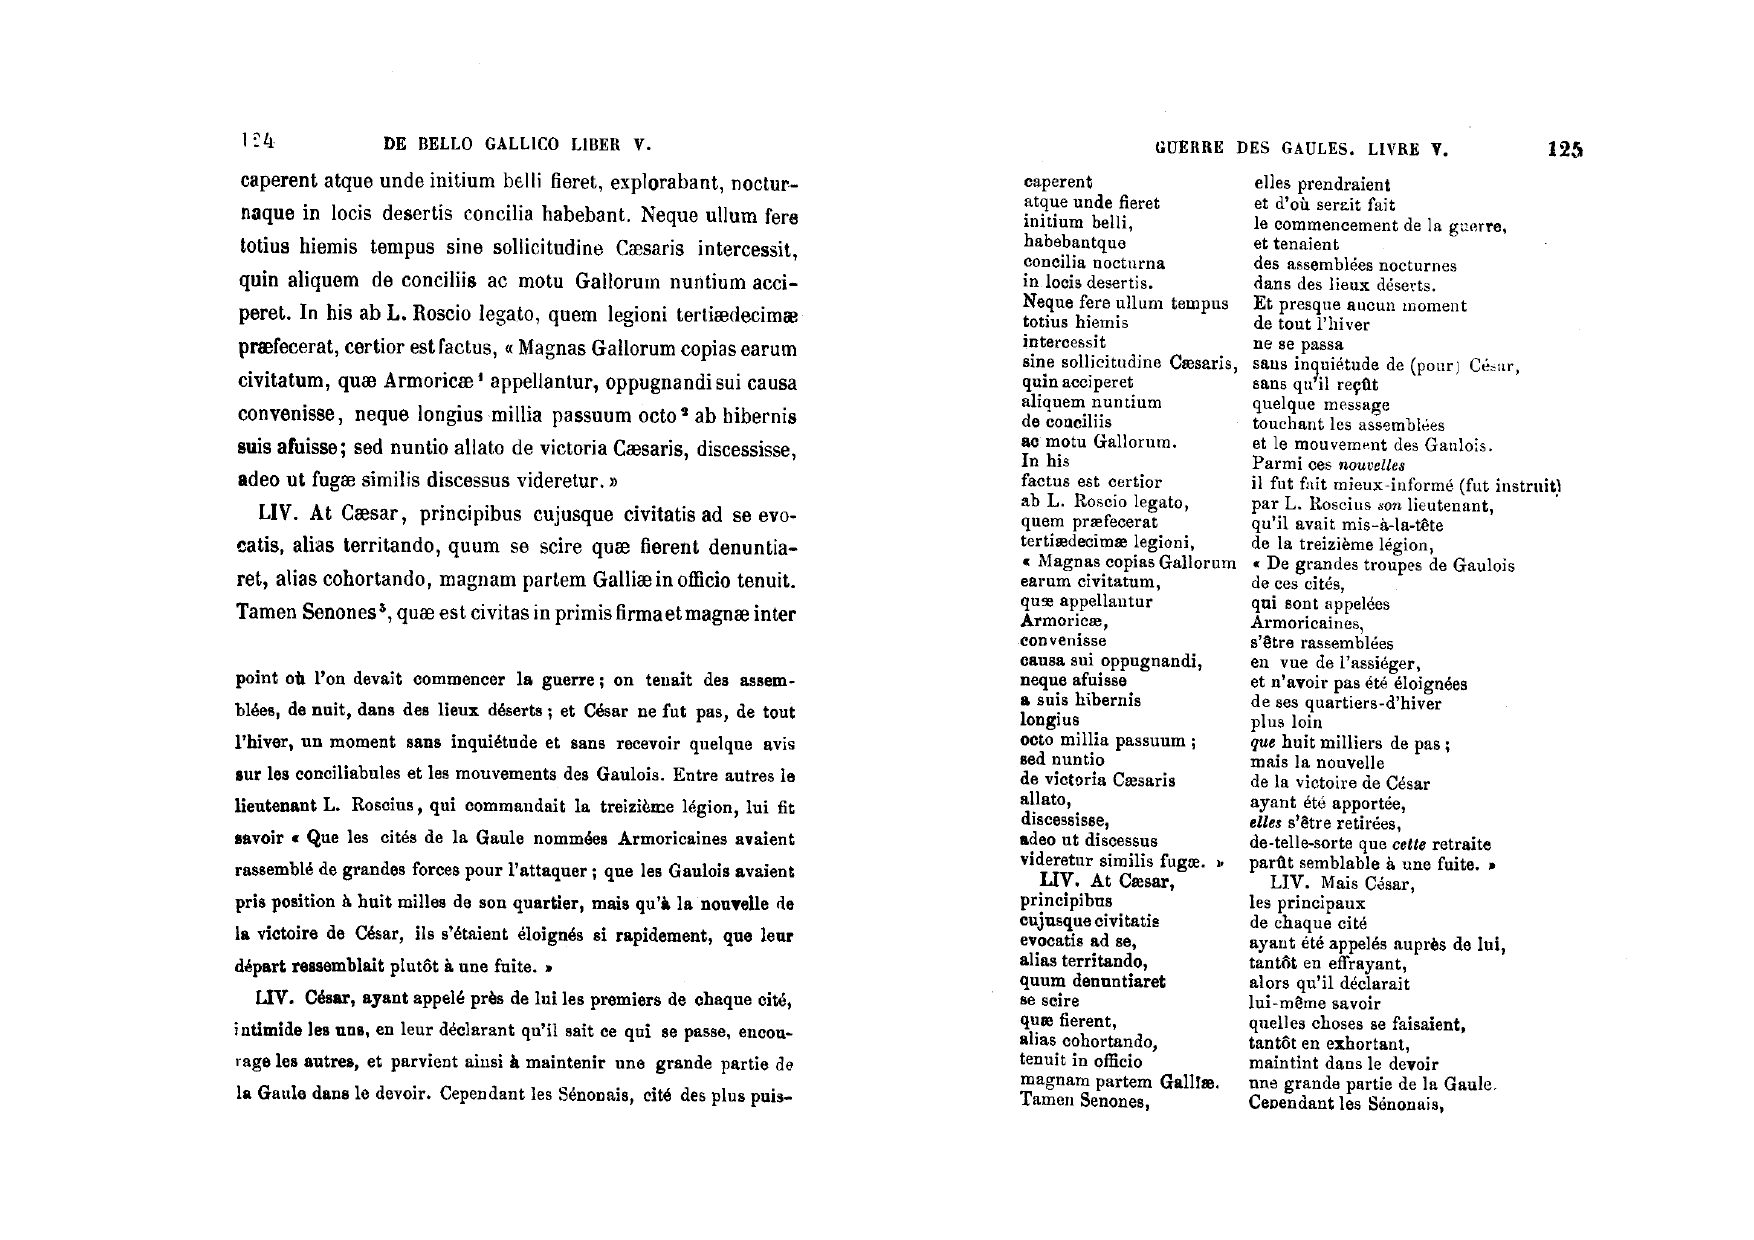 124 DE BELLO GALLICO LIBER V.
caperent atque unde initium belli fieret, explorabant, noctur-
naque in locis desertis concilia habebant. Neque ullum fere
totius hiemis tempus sine sollicitudine Cæsaris intercessit,
quin aliquem de conciliis ac motu Gallorum nuntium acci-
peret. In his ab L. Roscio legato, quem legioni tertiædecimæ
præfecerat, certior est factus, « Magnas Gallorum copias earum
civitatum, quæ Armoricæ¹ appellantur, oppugnandi sui causa
convenisse, neque longius millia passuum octo² ab hibernis
suis afuisse; sed nuntio allato de victoria Cæsaris, discessisse,
adeo ut fugæ similis discessus videretur. »
LIV. At Cæsar, principibus cujusque civitatis ad se evo-
catis, alias territando, quum se scire quæ fierent denuntia-
ret, alias cohortando, magnam partem Galliæ in officio tenuit.
Tamen Senones³, quæ est civitas in primis firma et magnæ inter
point où l'on devait commencer la guerre; on tenait des assem-
blées, de nuit, dans des lieux déserts; et César ne fut pas, de tout
l'hiver, un moment sans inquiétude et sans recevoir quelque avis
sur les conciliabules et les mouvements des Gaulois. Entre autres le
lieutenant L. Roscius, qui commandait la treizième légion, lui fit
savoir « Que les cités de la Gaule nommées Armoricaines avaient
rassemblé de grandes forces pour l'attaquer; que les Gaulois avaient
pris position à huit milles de son quartier, mais qu'à la nouvelle de
la victoire de César, ils s'étaient éloignés si rapidement, que leur
départ ressemblait plutôt à une fuite. »
LIV. César, ayant appelé près de lui les premiers de chaque cité,
intimide les uns, en leur déclarant qu'il sait ce qui se passe, encou-
rage les autres, et parvient ainsi à maintenir une grande partie de
la Gaule dans le devoir. Cependant les Sénonais, cité des plus puis-
GUERRE DES GAULES. LIVRE V. 125
caperent elles prendraient
atque unde fieret et d'où serait fait
initium belli, le commencement de la guerre,
habebantque et tenaient
concilia nocturna des assemblées nocturnes
in locis desertis. dans des lieux déserts.
Neque fere ullum tempus Et presque aucun moment
totius hiemis de tout l'hiver
intercessit ne se passa
sine sollicitudine Cæsaris, sans inquiétude de (pour) César,
quin acciperet sans qu'il reçût
aliquem nuntium quelque message
de conciliis touchant les assemblées
ac motu Gallorum. et le mouvement des Gaulois.
In his Parmi ces nouvelles
factus est certior il fut fait mieux-informé (fut instruit)
ab L. Roscio legato, par L. Roscius son lieutenant,
quem præfecerat qu'il avait mis-à-la-tête
tertiædecimæ legioni, de la treizième légion,
« Magnas copias Gallorum « De grandes troupes de Gaulois
earum civitatum, de ces cités,
quæ appellantur qui sont appelées
Armoricæ, Armoricaines,
convenisse s'être rassemblées
causa sui oppugnandi, en vue de l'assiéger,
neque afuisse et n'avoir pas été éloignées
a suis hibernis de ses quartiers-d'hiver
longius plus loin
octo millia passuum; que huit milliers de pas;
sed nuntio mais la nouvelle
de victoria Cæsaris de la victoire de César
allato, ayant été apportée,
discessisse, elles s'être retirées,
adeo ut discessus de-telle-sorte que cette retraite
videretur similis fugæ. » parût semblable à une fuite. »
LIV. At Cæsar, LIV. Mais César,
principibus les principaux
cujusque civitatis de chaque cité
evocatis ad se, ayant été appelés auprès de lui,
alias territando, tantôt en effrayant,
quum denuntiaret alors qu'il déclarait
se scire lui-même savoir
quæ fierent, quelles choses se faisaient,
alias cohortando, tantôt en exhortant,
tenuit in officio maintint dans le devoir
magnam partem Galliæ. une grande partie de la Gaule.
Tamen Senones, Cependant les Sénonais,